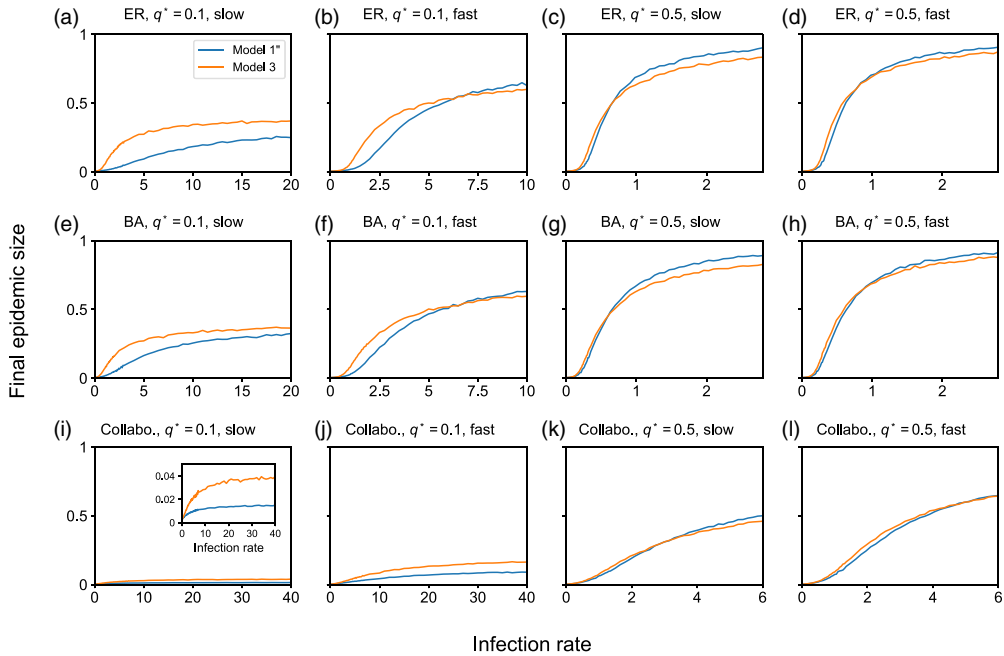 (a) ER, q* = 0.1, slow
(b) ER, q* = 0.1, fast
(c) ER, q* = 0.5, slow
(d) ER, q* = 0.5, fast
Model 1"
Model 3
1
0.5
0
0 5 10 15 20
0 2.5 5 7.5 10
0 1 2
0 1 2
(e) BA, q* = 0.1, slow
(f) BA, q* = 0.1, fast
(g) BA, q* = 0.5, slow
(h) BA, q* = 0.5, fast
1
0.5
0
0 5 10 15 20
0 2.5 5 7.5 10
0 1 2
0 1 2
Final epidemic size
(i) Collabo., q* = 0.1, slow
(j) Collabo., q* = 0.1, fast
(k) Collabo., q* = 0.5, slow
(l) Collabo., q* = 0.5, fast
1
0.5
0
0.04
0.02
0
0 10 20 30 40
Infection rate
0 10 20 30 40
0 10 20 30 40
0 2 4 6
0 2 4 6
Infection rate